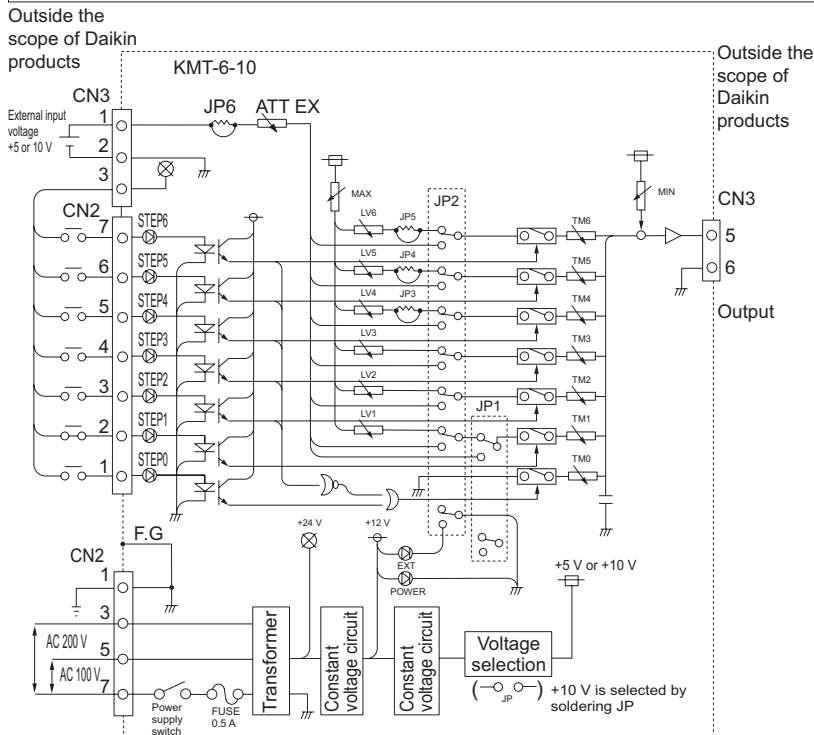 Outside the
scope of Daikin
products
KMT-6-10
Outside the
scope of
Daikin
products
CN3
1
External input
voltage
+5 or 10 V
2
3
JP6
ATT EX
MAX
MIN
CN3
5
6
Output
CN2
7
6
5
4
3
2
1
STEP6
STEP5
STEP4
STEP3
STEP2
STEP1
STEP0
LV6
LV5
LV4
LV3
LV2
LV1
JP5
JP4
JP3
JP2
JP1
TM6
TM5
TM4
TM3
TM2
TM1
TM0
F.G
CN2
1
3
5
7
AC 200 V
AC 100 V
Power
supply
switch
FUSE
0.5 A
Transformer
+24 V
Constant
voltage circuit
+12 V
EXT
POWER
Constant
voltage circuit
Voltage
selection
+5 V or +10 V
( JP )
+10 V is selected by
soldering JP